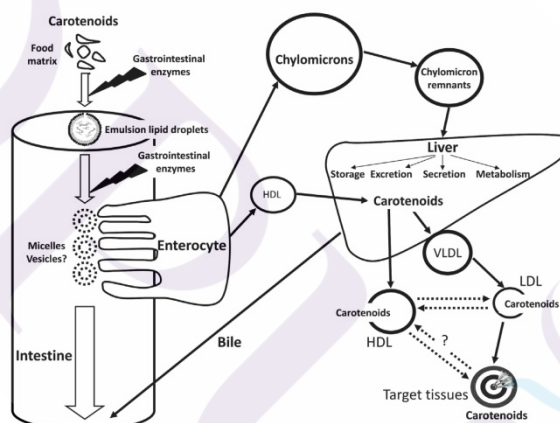 Carotenoids
Food
matrix
Gastrointestinal
enzymes
Emulsion lipid droplets
Gastrointestinal
enzymes
Micelles
Vesicles?
Enterocyte
Intestine
Bile
Chylomicrons
Chylomicron
remnants
HDL
Liver
Storage Excretion Secretion Metabolism
Carotenoids
VLDL
LDL
Carotenoids
Carotenoids
HDL
?
Target tissues
Carotenoids